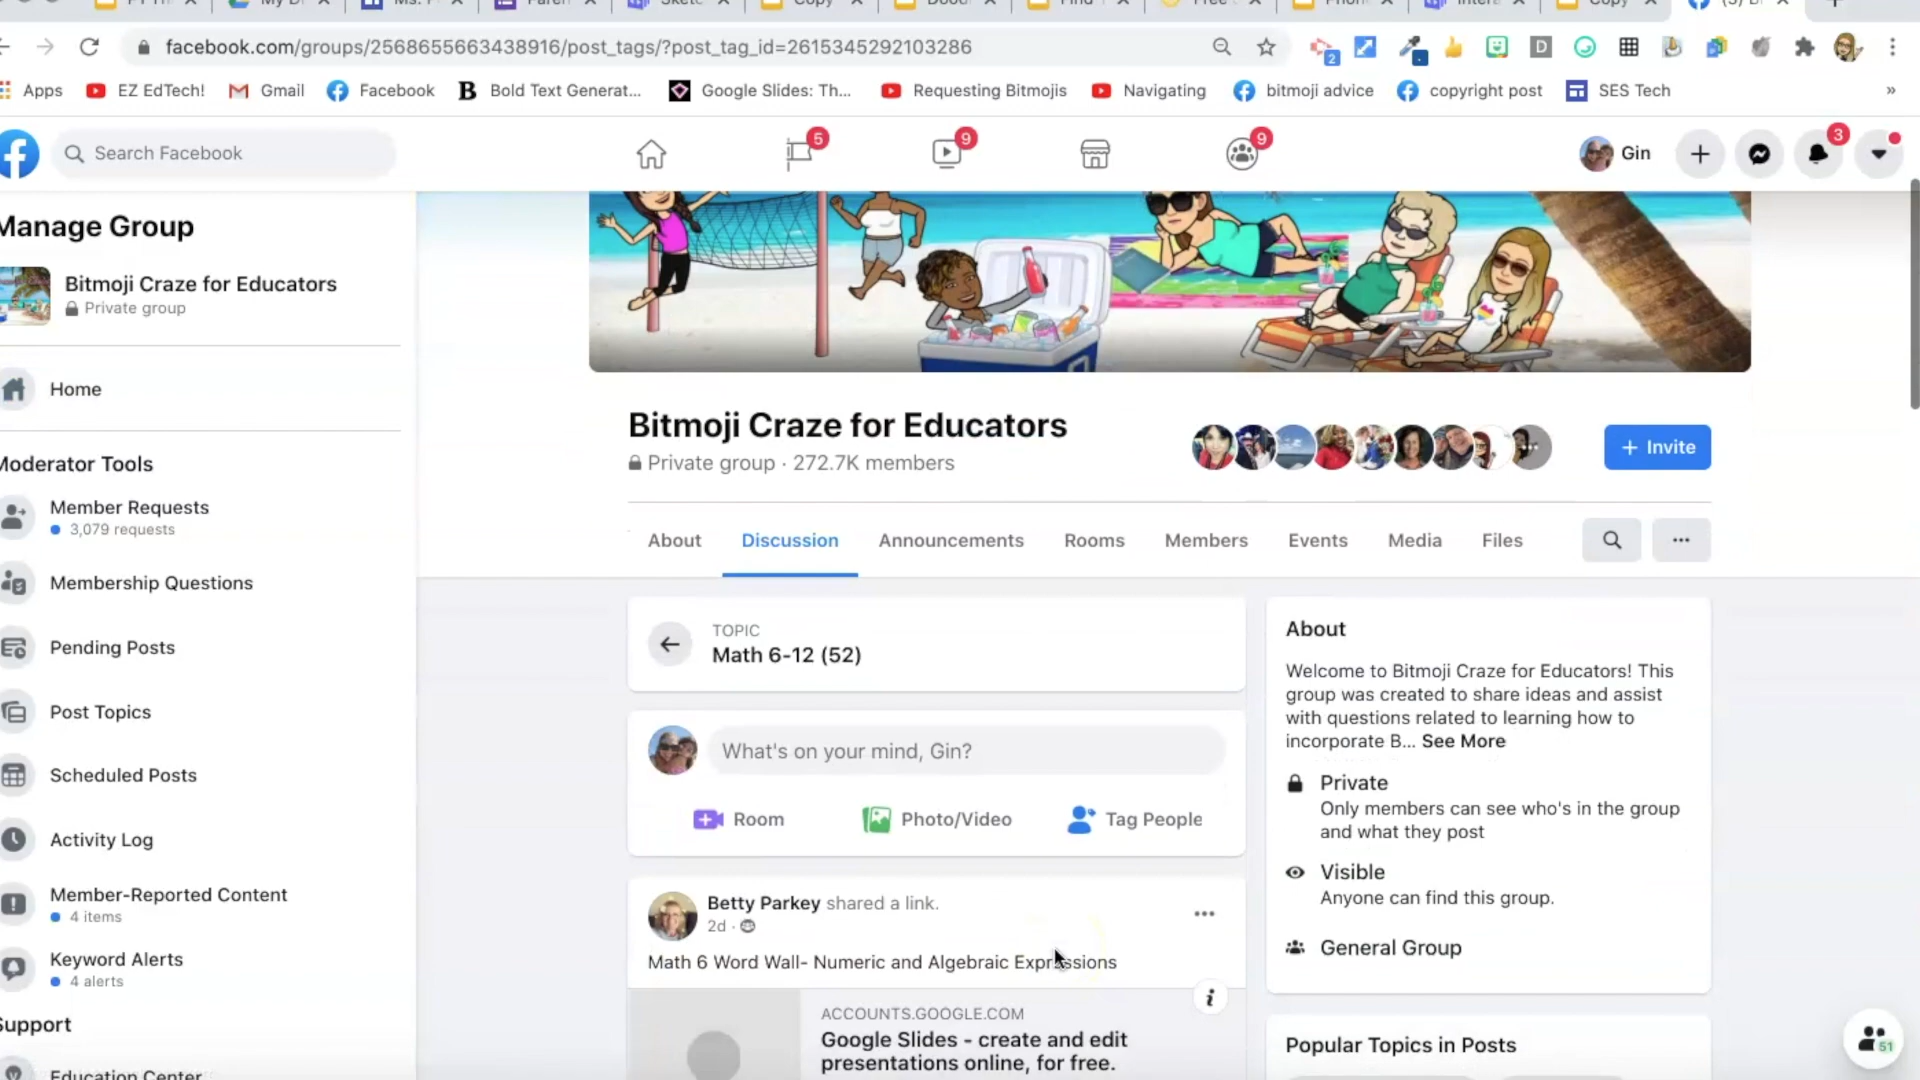 facebook.com/groups/2568655663438916/post_tags/?post_tag_id=2615345292103286
2
D
Apps EZ EdTech! Gmail Facebook B Bold Text Generat... Google Slides: Th... Requesting Bitmojis Navigating bitmoji advice copyright post SES Tech »
Search Facebook
5
9
9
Gin
3
Manage Group
Bitmoji Craze for Educators
Private group
Home
Moderator Tools
Member Requests
3,079 requests
Membership Questions
Pending Posts
Post Topics
Scheduled Posts
Activity Log
Member-Reported Content
4 items
Keyword Alerts
4 alerts
Support
Education Center
Bitmoji Craze for Educators
Private group · 272.7K members
+ Invite
About Discussion Announcements Rooms Members Events Media Files
TOPIC
Math 6-12 (52)
What's on your mind, Gin?
Room Photo/Video Tag People
Betty Parkey shared a link.
2d ·
Math 6 Word Wall- Numeric and Algebraic Expressions
ACCOUNTS.GOOGLE.COM
Google Slides - create and edit
presentations online, for free.
About
Welcome to Bitmoji Craze for Educators! This
group was created to share ideas and assist
with questions related to learning how to
incorporate B... See More
Private
Only members can see who's in the group
and what they post
Visible
Anyone can find this group.
General Group
Popular Topics in Posts
51